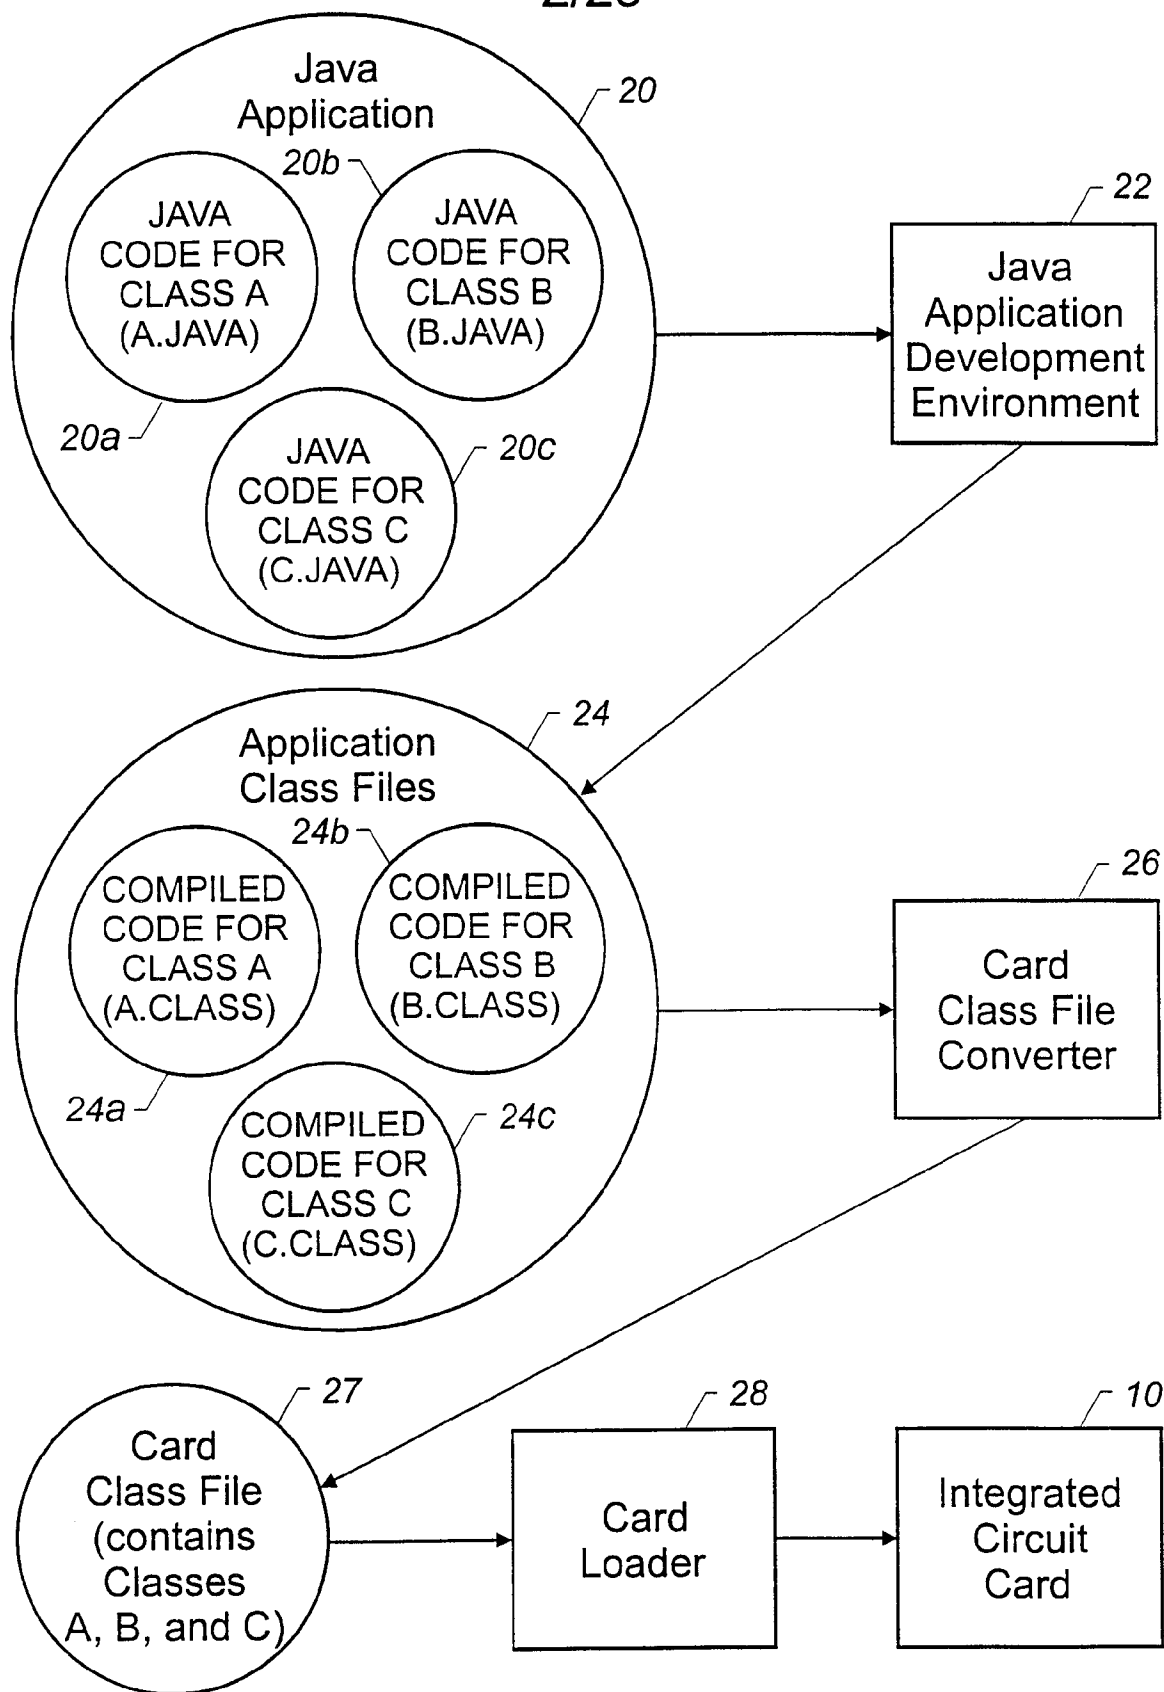 Java
Application
20
20a
JAVA
CODE FOR
CLASS A
(A.JAVA)
20b
JAVA
CODE FOR
CLASS B
(B.JAVA)
20c
JAVA
CODE FOR
CLASS C
(C.JAVA)
22
Java
Application
Development
Environment
24
Application
Class Files
24a
COMPILED
CODE FOR
CLASS A
(A.CLASS)
24b
COMPILED
CODE FOR
CLASS B
(B.CLASS)
24c
COMPILED
CODE FOR
CLASS C
(C.CLASS)
26
Card
Class File
Converter
27
Card
Class File
(contains
Classes
A, B, and C)
28
Card
Loader
10
Integrated
Circuit
Card